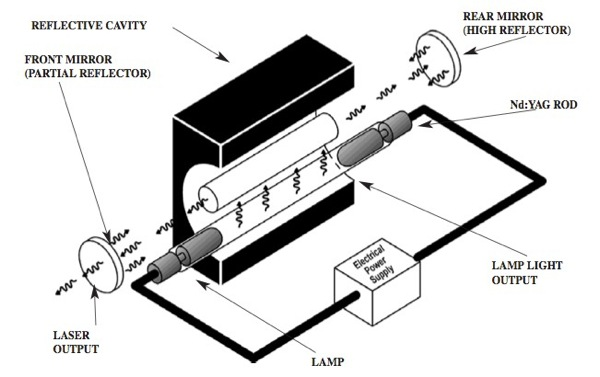 REFLECTIVE CAVITY
FRONT MIRROR
(PARTIAL REFLECTOR)
REAR MIRROR
(HIGH REFLECTOR)
Nd:YAG ROD
Electrical
Power
Supply
LAMP LIGHT
OUTPUT
LASER
OUTPUT
LAMP